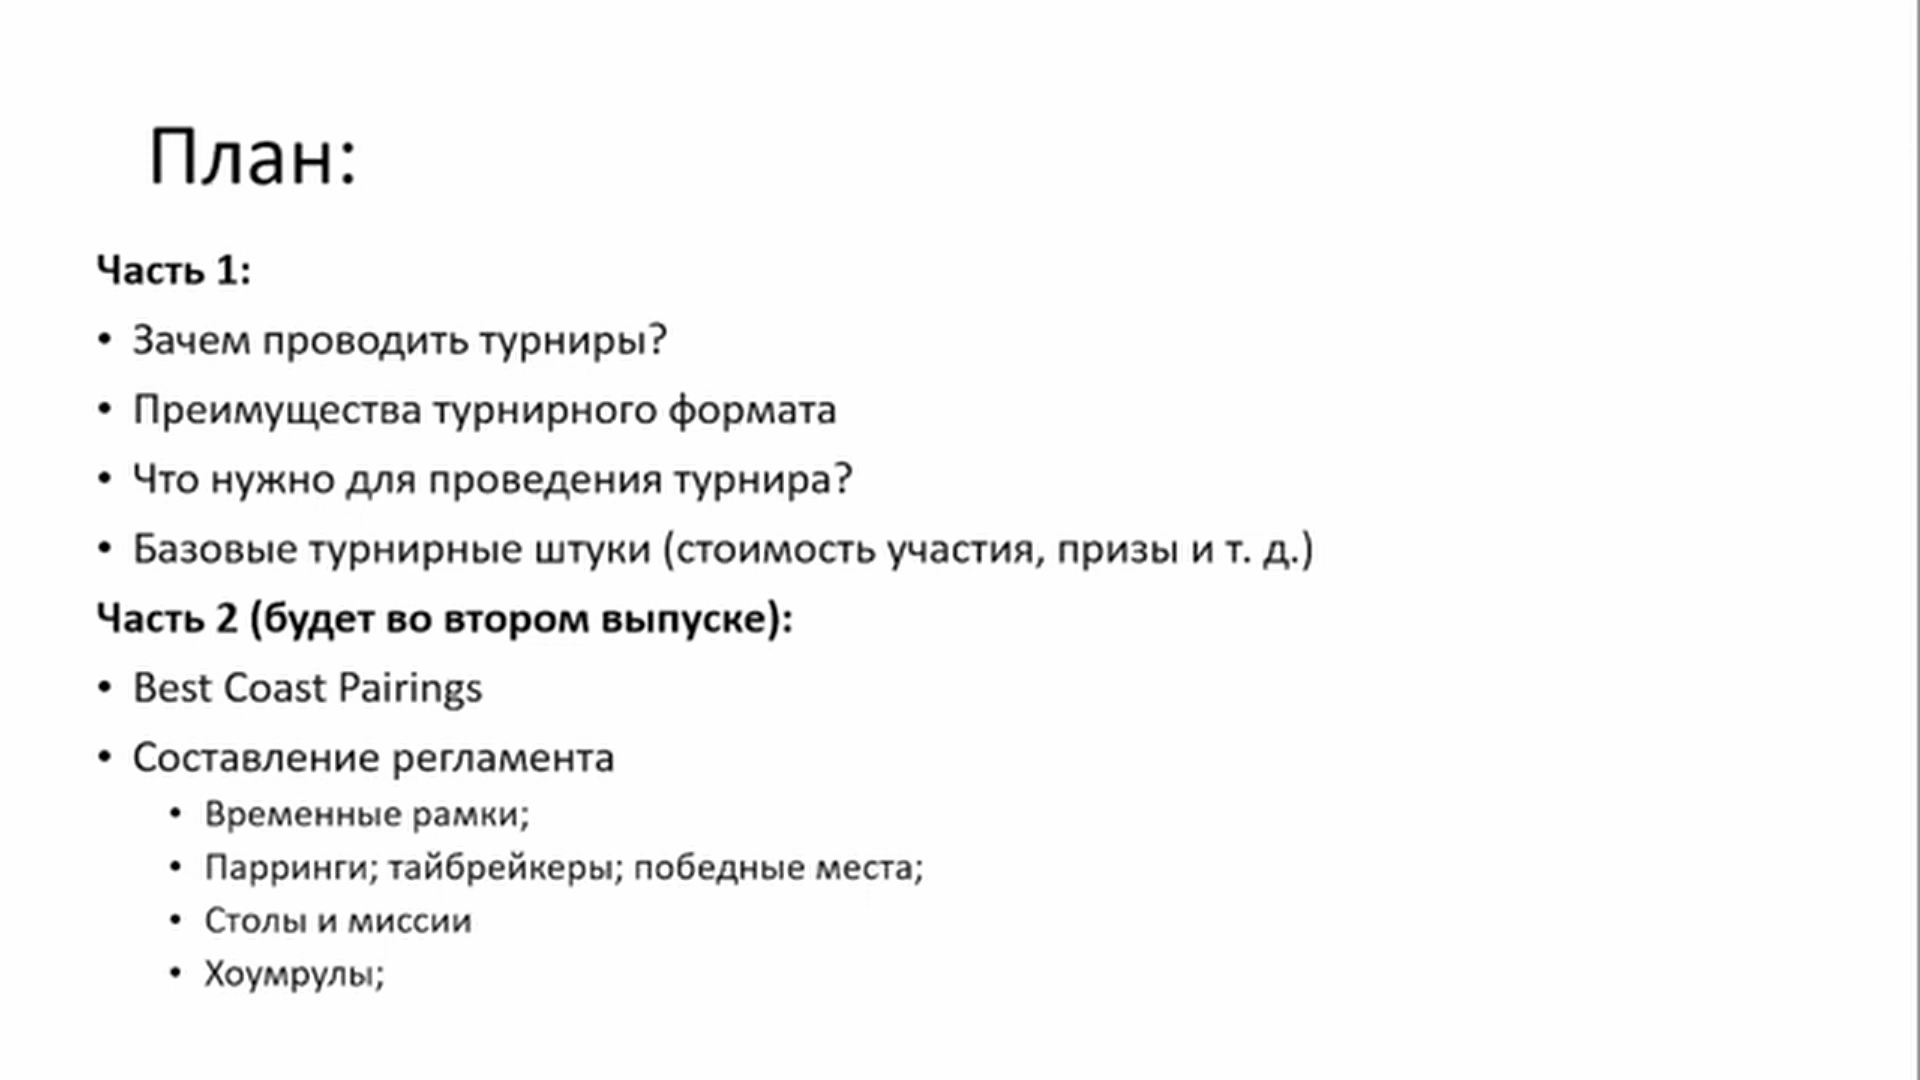 План:
Часть 1:
• Зачем проводить турниры?
• Преимущества турнирного формата
• Что нужно для проведения турнира?
• Базовые турнирные штуки (стоимость участия, призы и т. д.)
Часть 2 (будет во втором выпуске):
• Best Coast Pairings
• Составление регламента
• Временные рамки;
• Парринги; тайбрейкеры; победные места;
• Столы и миссии
• Хоумрулы;